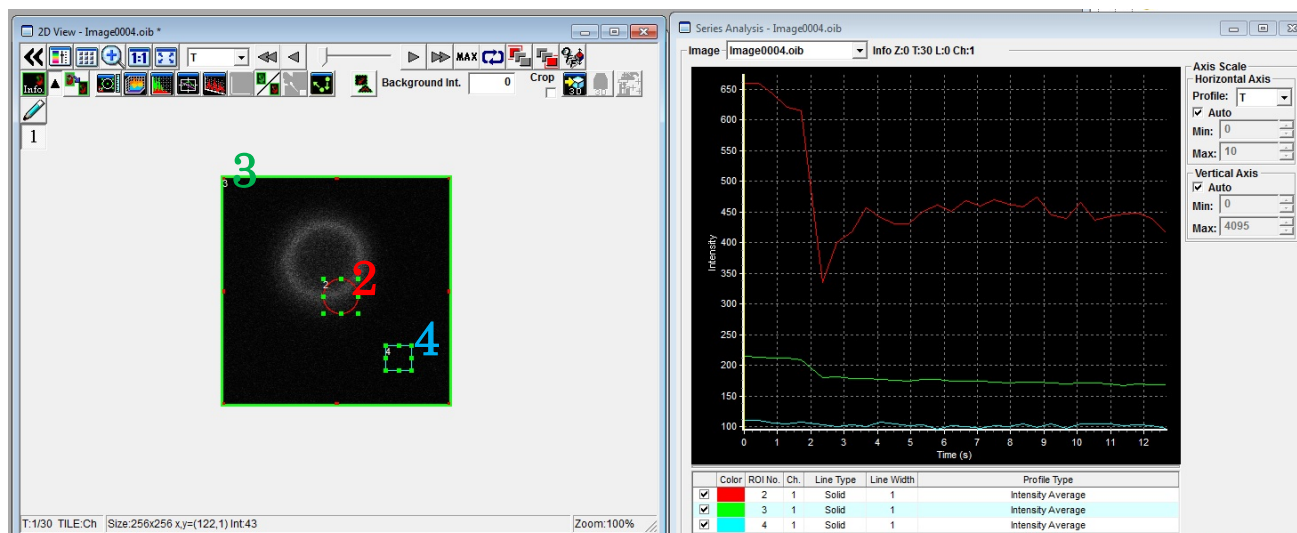 2D View - Image0004.oib *
1:1
T
MAX
Info
Background Int.
0
Crop
3D
1
3
3
2
2
4
4
T:1/30 TILE:Ch
Size:256x256 x,y=(122,1) Int:43
Zoom:100%
Series Analysis - Image0004.oib
Image
Image0004.oib
Info Z:0 T:30 L:0 Ch:1
650
600
550
500
450
400
350
300
250
200
150
100
Intensity
0 1 2 3 4 5 6 7 8 9 10 11 12
Time (s)
Axis Scale
Horizontal Axis
Profile: T
Auto
Min: 0
Max: 10
Vertical Axis
Auto
Min: 0
Max: 4095
Color ROI No. Ch. Line Type Line Width Profile Type
2 1 Solid 1 Intensity Average
3 1 Solid 1 Intensity Average
4 1 Solid 1 Intensity Average